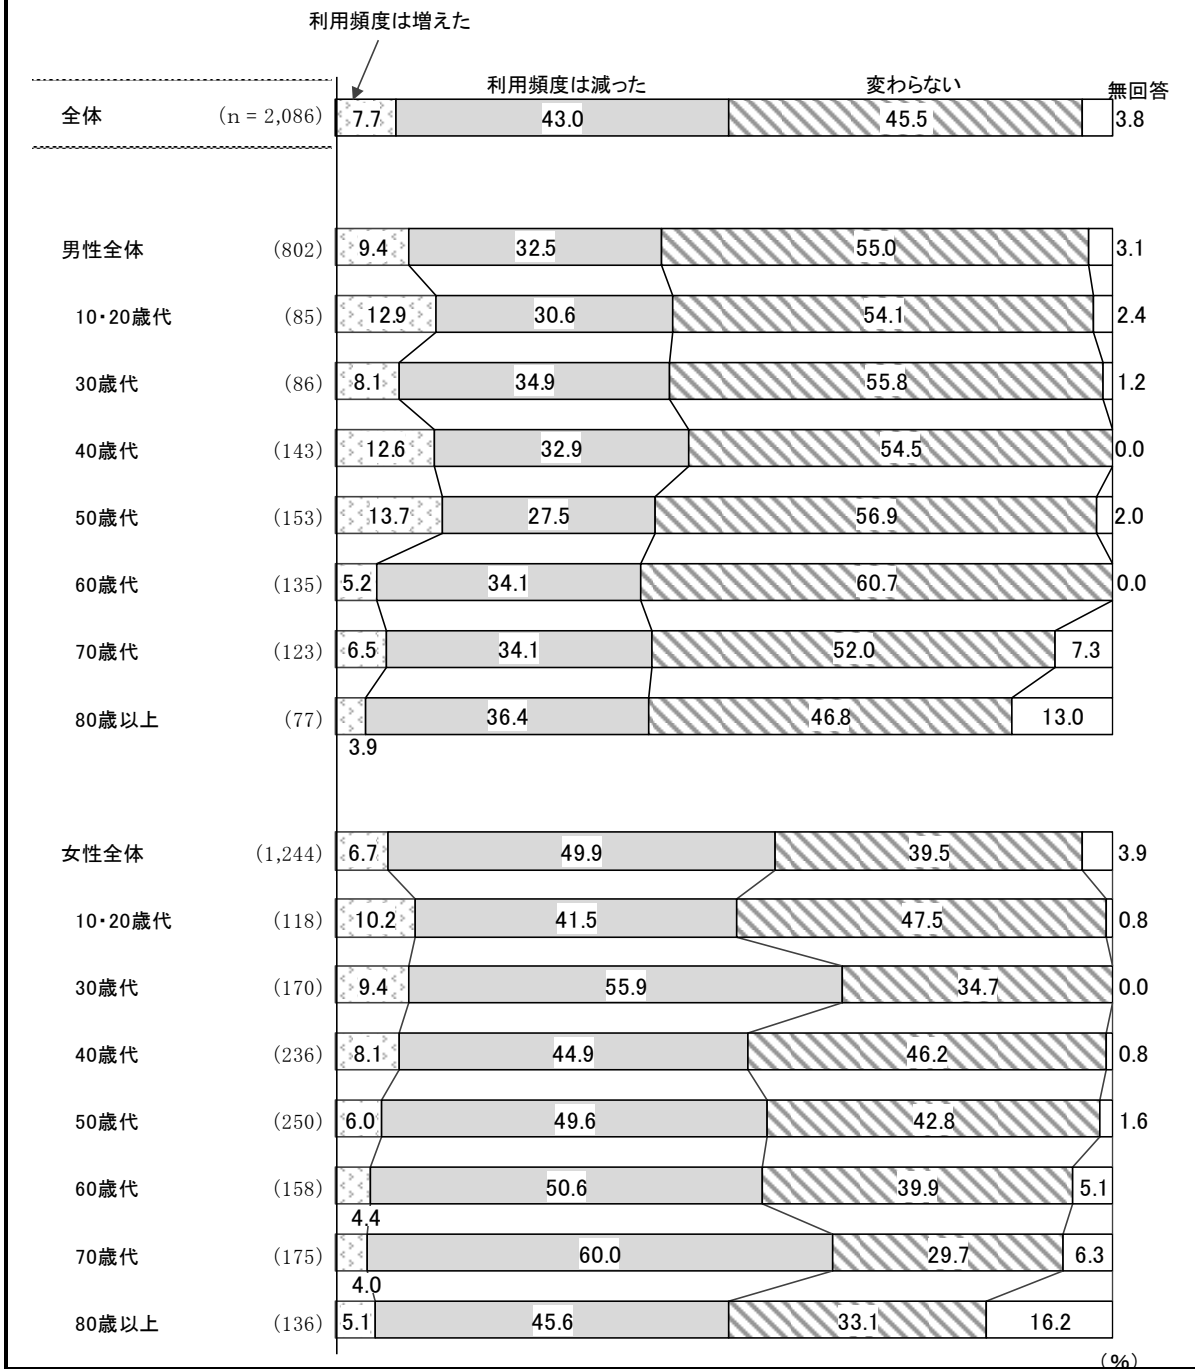 利用頻度は増えた
利用頻度は減った 変わらない 無回答
全体 (n = 2,086) 7.7 43.0 45.5 3.8
男性全体 (802) 9.4 32.5 55.0 3.1
10・20歳代 (85) 12.9 30.6 54.1 2.4
30歳代 (86) 8.1 34.9 55.8 1.2
40歳代 (143) 12.6 32.9 54.5 0.0
50歳代 (153) 13.7 27.5 56.9 2.0
60歳代 (135) 5.2 34.1 60.7 0.0
70歳代 (123) 6.5 34.1 52.0 7.3
80歳以上 (77) 36.4 46.8 13.0
3.9
女性全体 (1,244) 6.7 49.9 39.5 3.9
10・20歳代 (118) 10.2 41.5 47.5 0.8
30歳代 (170) 9.4 55.9 34.7 0.0
40歳代 (236) 8.1 44.9 46.2 0.8
50歳代 (250) 6.0 49.6 42.8 1.6
60歳代 (158) 50.6 39.9 5.1
4.4
70歳代 (175) 60.0 29.7 6.3
4.0
80歳以上 (136) 5.1 45.6 33.1 16.2
(%)